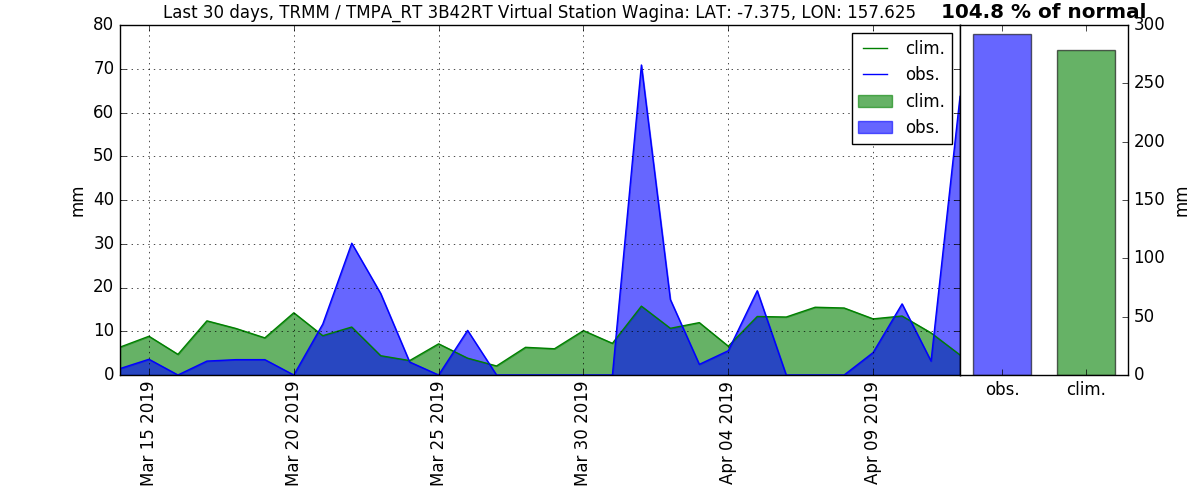 Last 30 days, TRMM / TMPA_RT 3B42RT Virtual Station Wagina: LAT: -7.375, LON: 157.625
104.8 % of normal
80
70
60
50
40
30
20
10
0
mm
clim.
obs.
clim.
obs.
300
250
200
150
100
50
0
mm
obs.
clim.
Mar 15 2019
Mar 20 2019
Mar 25 2019
Mar 30 2019
Apr 04 2019
Apr 09 2019